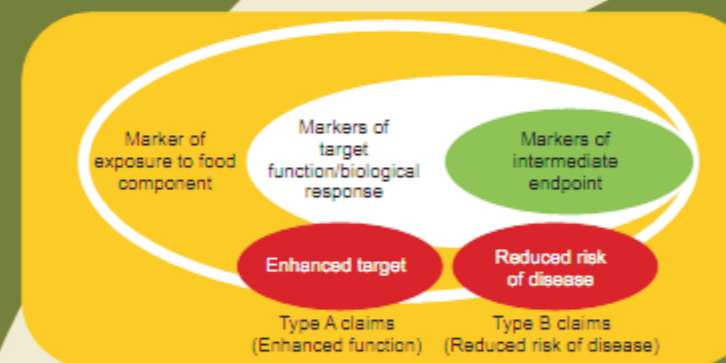 Marker of
exposure to food
component
Markers of
target
function/biological
response
Markers of
intermediate
endpoint
Enhanced target
Reduced risk
of disease
Type A claims
(Enhanced function)
Type B claims
(Reduced risk of disease)